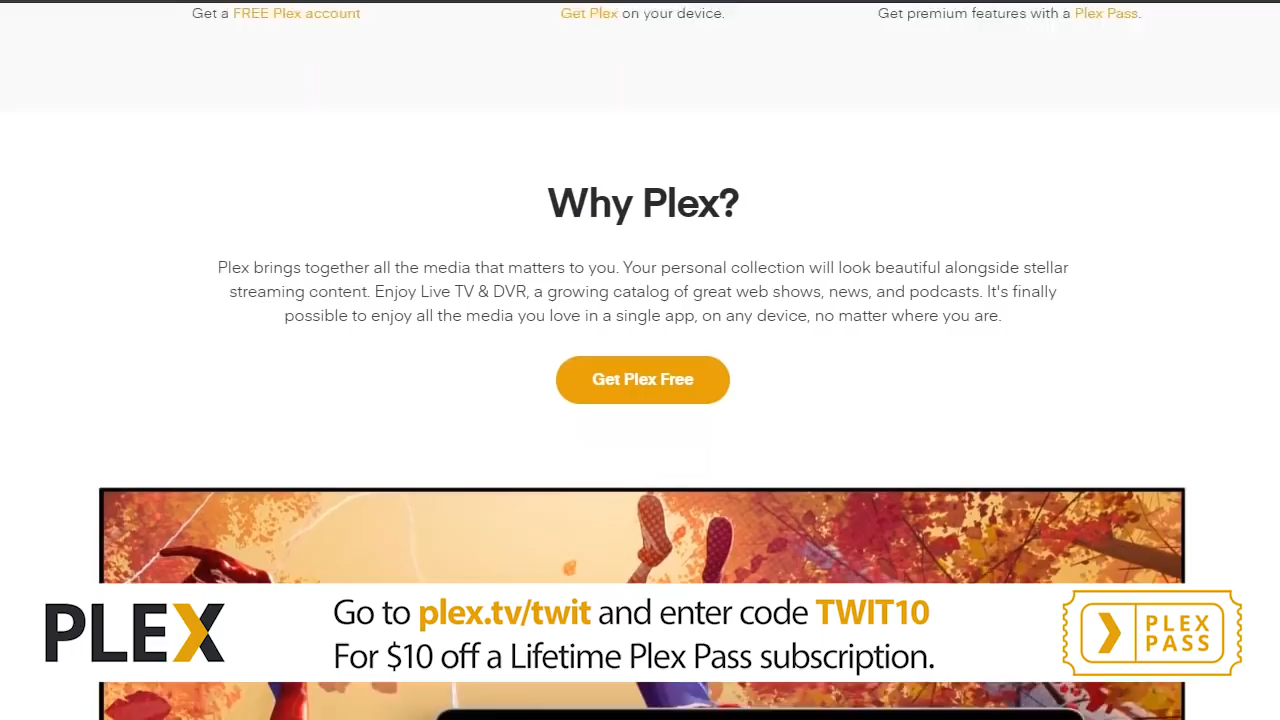 Get a FREE Plex account
Get Plex on your device.
Get premium features with a Plex Pass.
Why Plex?
Plex brings together all the media that matters to you. Your personal collection will look beautiful alongside stellar
streaming content. Enjoy Live TV & DVR, a growing catalog of great web shows, news, and podcasts. It's finally
possible to enjoy all the media you love in a single app, on any device, no matter where you are.
Get Plex Free
PLEX
Go to plex.tv/twit and enter code TWIT10
For $10 off a Lifetime Plex Pass subscription.
PLEX
PASS